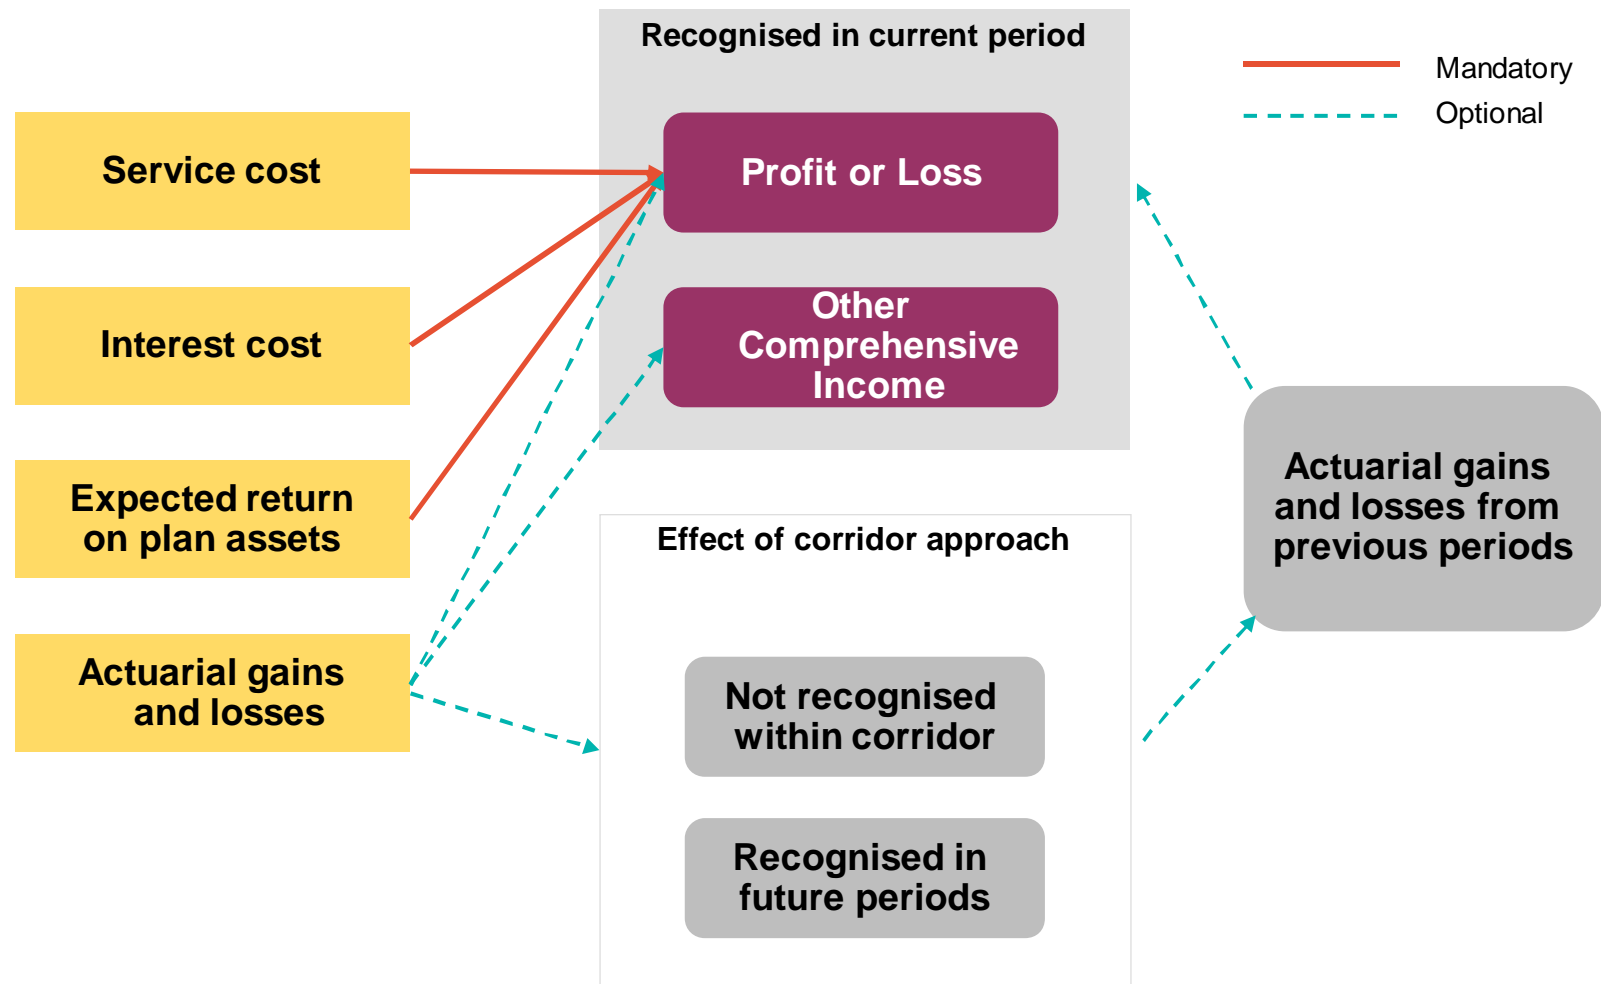 Recognised in current period
Mandatory
Optional
Service cost
Profit or Loss
Interest cost
Other
Comprehensive
Income
Expected return
on plan assets
Actuarial gains
and losses from
previous periods
Effect of corridor approach
Actuarial gains
and losses
Not recognised
within corridor
Recognised in
future periods